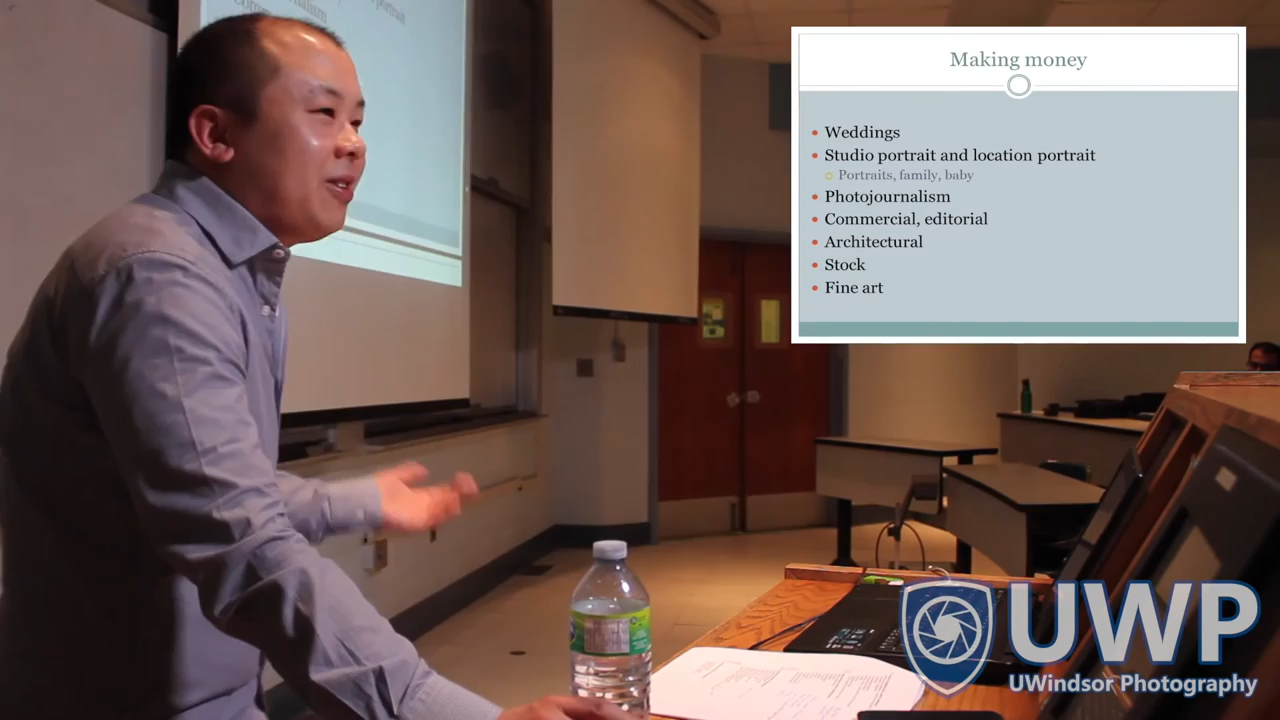 Making money
Weddings
Studio portrait and location portrait
Portraits, family, baby
Photojournalism
Commercial, editorial
Architectural
Stock
Fine art
UWP
UWindsor Photography